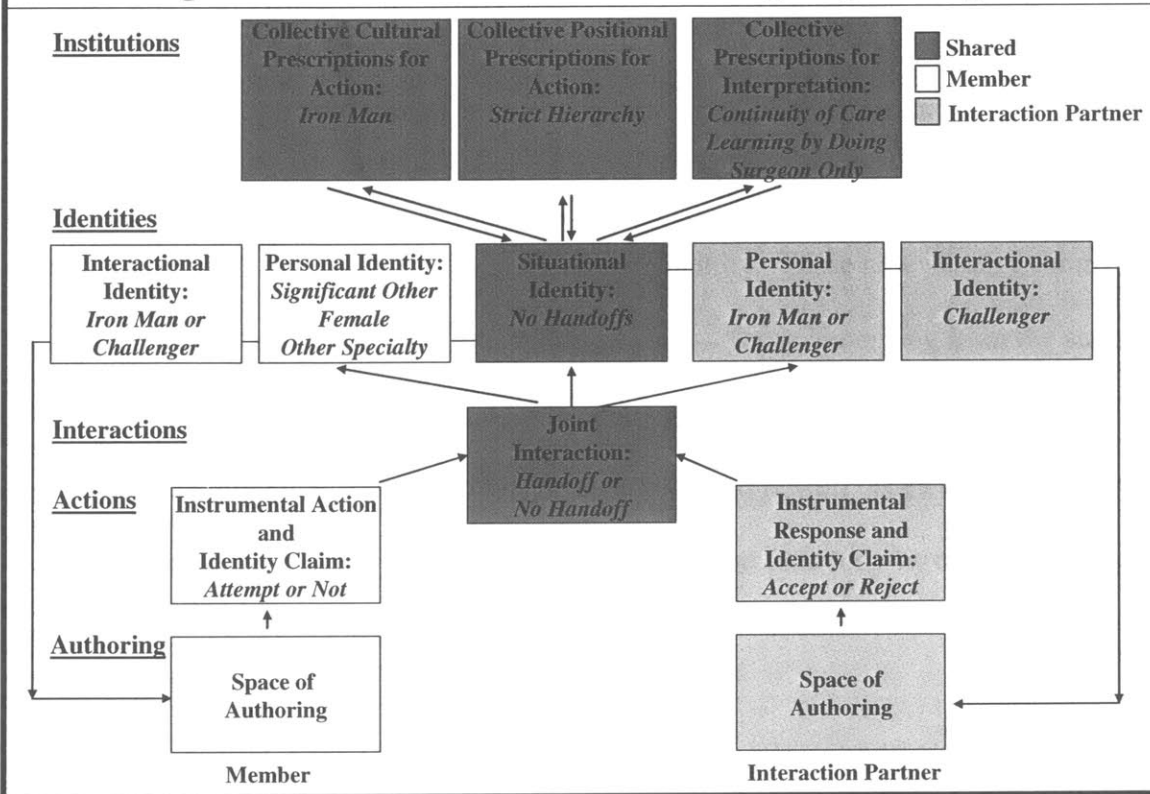 Institutions
Collective Cultural
Prescriptions for
Action:
Iron Man
Collective Positional
Prescriptions for
Action:
Strict Hierarchy
Collective
Prescriptions for
Interpretation:
Continuity of Care
Learning by Doing
Surgeon Only
Shared
Member
Interaction Partner
Identities
Interactional
Identity:
Iron Man or
Challenger
Personal Identity:
Significant Other
Female
Other Specialty
Situational
Identity:
No Handoffs
Personal
Identity:
Iron Man or
Challenger
Interactional
Identity:
Challenger
Interactions
Joint
Interaction:
Handoff or
No Handoff
Actions
Instrumental Action
and
Identity Claim:
Attempt or Not
Instrumental
Response and
Identity Claim:
Accept or Reject
Authoring
Space of
Authoring
Space of
Authoring
Member
Interaction Partner